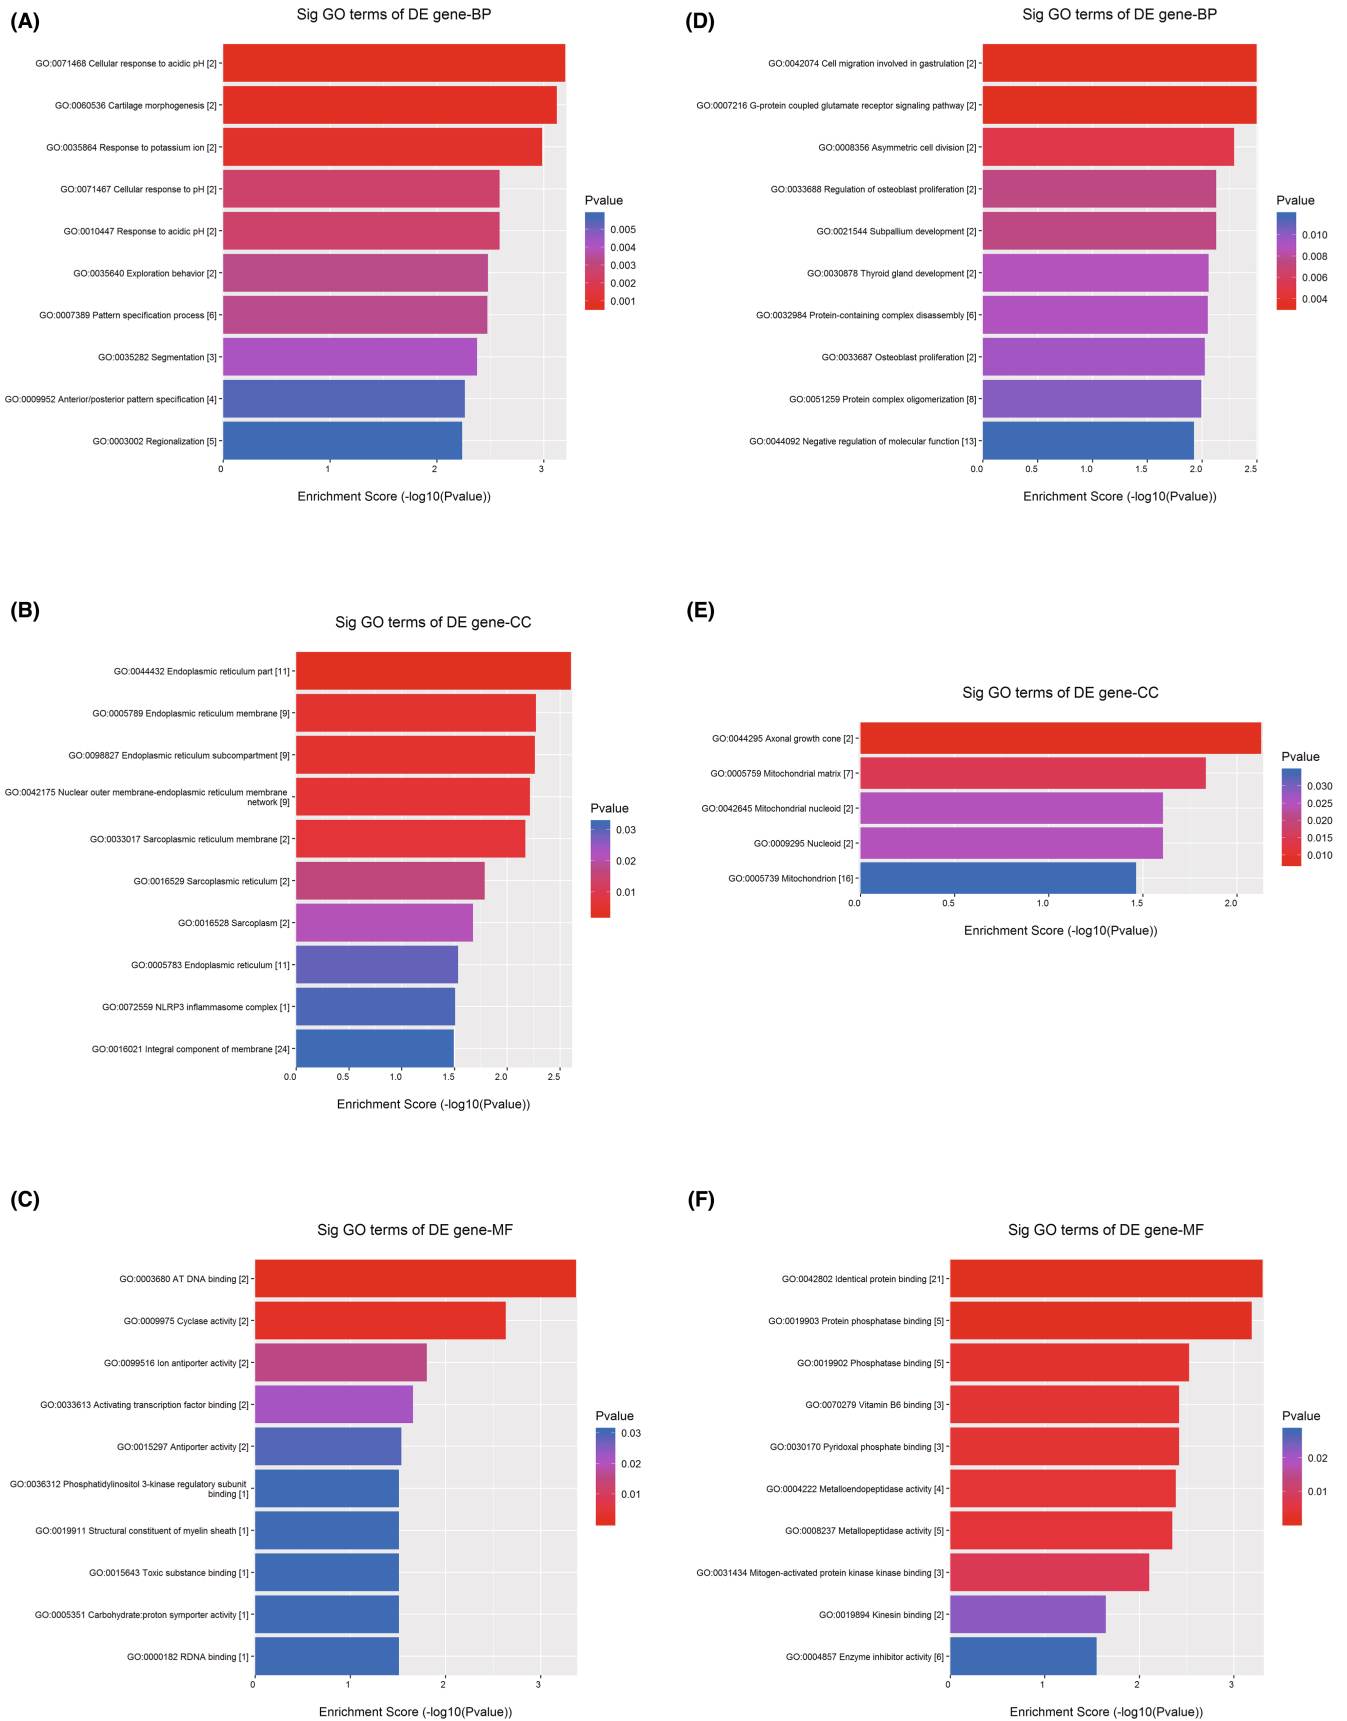 (A)
Sig GO terms of DE gene-BP
GO:0071468 Cellular response to acidic pH [2]
GO:0060536 Cartilage morphogenesis [2]
GO:0035864 Response to potassium ion [2]
GO:0071467 Cellular response to pH [2]
GO:0010447 Response to acidic pH [2]
GO:0035640 Exploration behavior [2]
GO:0007389 Pattern specification process [6]
GO:0035282 Segmentation [3]
GO:0009952 Anterior/posterior pattern specification [4]
GO:0003002 Regionalization [5]
0 1 2 3
Enrichment Score (-log10(Pvalue))
Pvalue
0.005
0.004
0.003
0.002
0.001
(D)
Sig GO terms of DE gene-BP
GO:0042074 Cell migration involved in gastrulation [2]
GO:0007216 G-protein coupled glutamate receptor signaling pathway [2]
GO:0008356 Asymmetric cell division [2]
GO:0033688 Regulation of osteoblast proliferation [2]
GO:0021544 Subpallium development [2]
GO:0030878 Thyroid gland development [2]
GO:0032984 Protein-containing complex disassembly [6]
GO:0033687 Osteoblast proliferation [2]
GO:0051259 Protein complex oligomerization [8]
GO:0044092 Negative regulation of molecular function [13]
0.0 0.5 1.0 1.5 2.0 2.5
Enrichment Score (-log10(Pvalue))
Pvalue
0.010
0.008
0.006
0.004
(B)
Sig GO terms of DE gene-CC
GO:0044432 Endoplasmic reticulum part [11]
GO:0005789 Endoplasmic reticulum membrane [9]
GO:0098827 Endoplasmic reticulum subcompartment [9]
GO:0042175 Nuclear outer membrane-endoplasmic reticulum membrane
network [9]
GO:0033017 Sarcoplasmic reticulum membrane [2]
GO:0016529 Sarcoplasmic reticulum [2]
GO:0016528 Sarcoplasm [2]
GO:0005783 Endoplasmic reticulum [11]
GO:0072559 NLRP3 inflammasome complex [1]
GO:0016021 Integral component of membrane [24]
0.0 0.5 1.0 1.5 2.0 2.5
Enrichment Score (-log10(Pvalue))
Pvalue
0.03
0.02
0.01
(E)
Sig GO terms of DE gene-CC
GO:0044295 Axonal growth cone [2]
GO:0005759 Mitochondrial matrix [7]
GO:0042645 Mitochondrial nucleoid [2]
GO:0009295 Nucleoid [2]
GO:0005739 Mitochondrion [16]
0.0 0.5 1.0 1.5 2.0
Enrichment Score (-log10(Pvalue))
Pvalue
0.030
0.025
0.020
0.015
0.010
(C)
Sig GO terms of DE gene-MF
GO:0003680 AT DNA binding [2]
GO:0009975 Cyclase activity [2]
GO:0099516 Ion antiporter activity [2]
GO:0033613 Activating transcription factor binding [2]
GO:0015297 Antiporter activity [2]
GO:0036312 Phosphatidylinositol 3-kinase regulatory subunit
binding [1]
GO:0019911 Structural constituent of myelin sheath [1]
GO:0015643 Toxic substance binding [1]
GO:0005351 Carbohydrate:proton symporter activity [1]
GO:0000182 RDNA binding [1]
0 1 2 3
Enrichment Score (-log10(Pvalue))
Pvalue
0.03
0.02
0.01
(F)
Sig GO terms of DE gene-MF
GO:0042802 Identical protein binding [21]
GO:0019903 Protein phosphatase binding [5]
GO:0019902 Phosphatase binding [5]
GO:0070279 Vitamin B6 binding [3]
GO:0030170 Pyridoxal phosphate binding [3]
GO:0004222 Metalloendopeptidase activity [4]
GO:0008237 Metallopeptidase activity [5]
GO:0031434 Mitogen-activated protein kinase kinase binding [3]
GO:0019894 Kinesin binding [2]
GO:0004857 Enzyme inhibitor activity [6]
0 1 2 3
Enrichment Score (-log10(Pvalue))
Pvalue
0.02
0.01